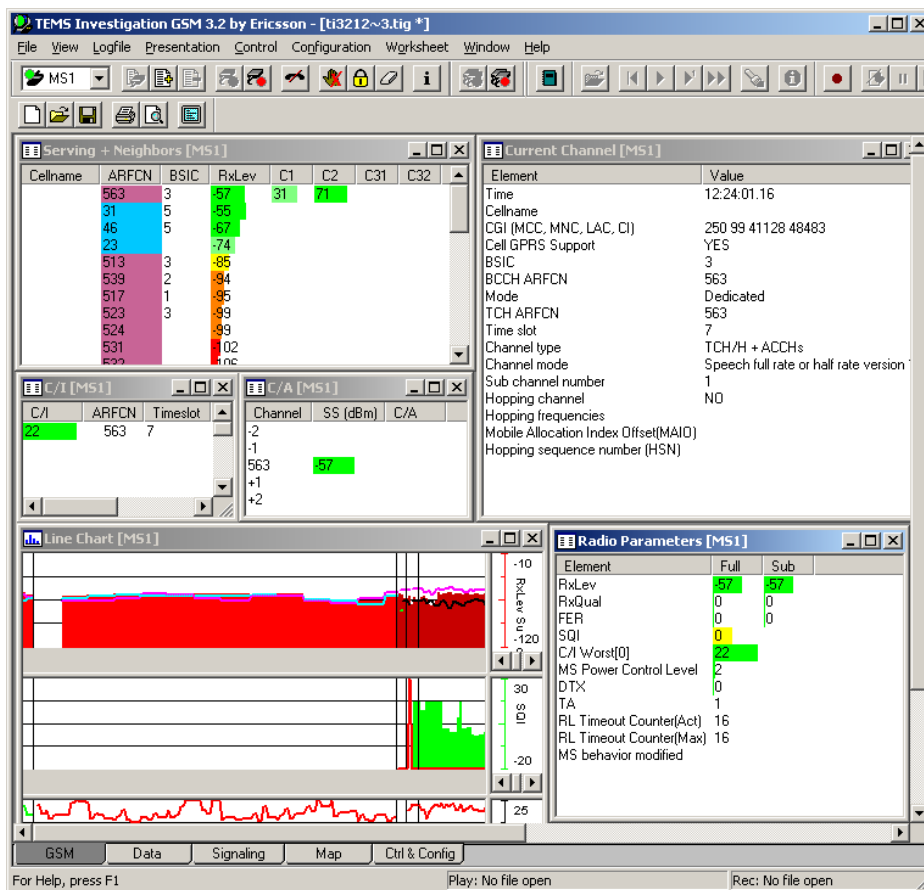 TEMS Investigation GSM 3.2 by Ericsson - [ti3212~3.tig *]
File View Logfile Presentation Control Configuration Worksheet Window Help
MS1
Serving + Neighbors [MS1]
Cellname ARFCN BSIC RxLev C1 C2 C31 C32
563 3 -57 31 71
31 5 -55
46 5 -67
23 -74
513 3 -85
539 2 -94
517 1 -95
523 3 -99
524 -99
531 -102
Current Channel [MS1]
Element Value
Time 12:24:01.16
Cellname
CGI (MCC, MNC, LAC, CI) 250 99 41128 48483
Cell GPRS Support YES
BSIC 3
BCCH ARFCN 563
Mode Dedicated
TCH ARFCN 563
Time slot 7
Channel type TCH/H + ACCHs
Channel mode Speech full rate or half rate version
Sub channel number 1
Hopping channel NO
Hopping frequencies
Mobile Allocation Index Offset(MAIO)
Hopping sequence number (HSN)
C/I [MS1]
C/I ARFCN Timeslot
22 563 7
C/A [MS1]
Channel SS (dBm) C/A
-2
-1
563 -57
+1
+2
Line Chart [MS1]
-10
RxLev Su
-120
30
SQI
-20
25
Radio Parameters [MS1]
Element Full Sub
RxLev -57 -57
RxQual 0 0
FER 0 0
SQI 0
C/I Worst[0] 22
MS Power Control Level 2
DTX 0
TA 1
RL Timeout Counter(Act) 16
RL Timeout Counter(Max) 16
MS behavior modified
GSM Data Signaling Map Ctrl & Config
For Help, press F1 Play: No file open Rec: No file open